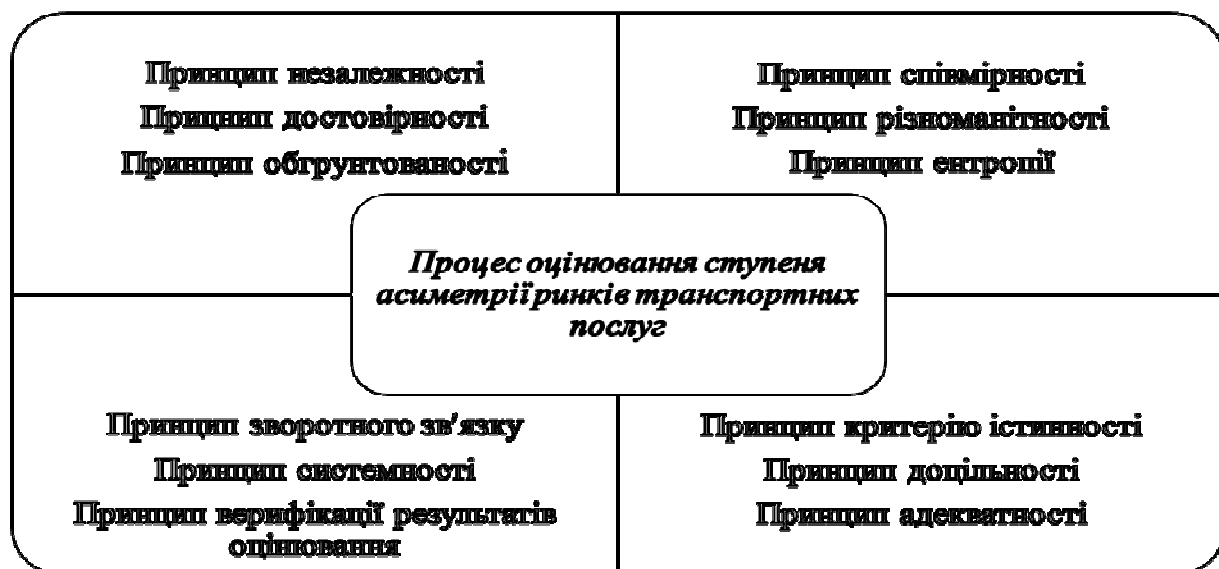 Принцип незалежності
Прицнип достовірності
Принцип обгрунтованості
Принцип співмірності
Принцип різноманітності
Принцип ентропії
Процес оцінювання ступеня
асиметрії ринків транспортних
послуг
Принцип зворотного зв'язку
Принцип системності
Принцип верифікації результатів
оцінювання
Принцип критерію істинності
Принцип доцільності
Принцип адекватності